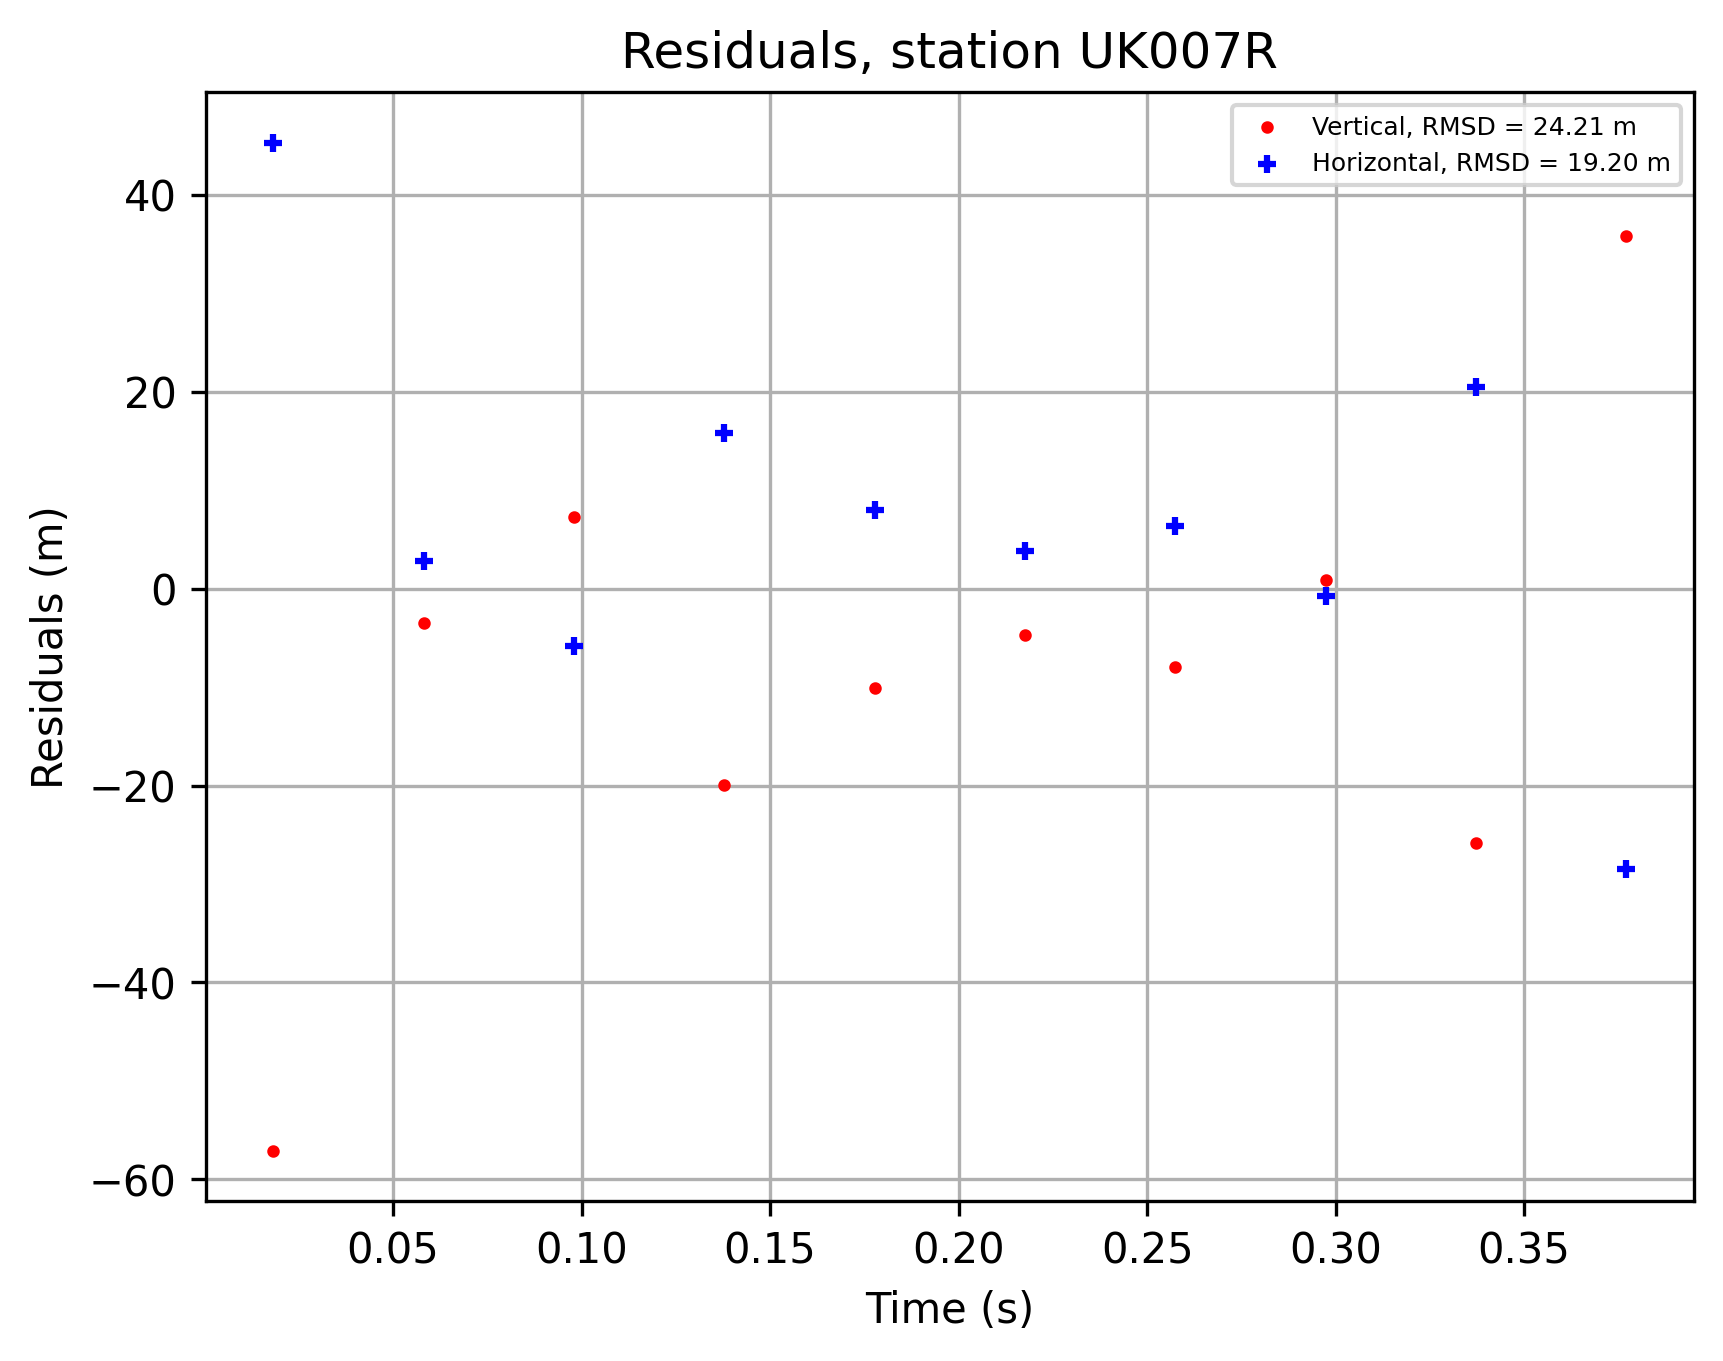 Residuals, station UK007R
Vertical, RMSD = 24.21 m
Horizontal, RMSD = 19.20 m
Residuals (m)
40
20
0
−20
−40
−60
0.05 0.10 0.15 0.20 0.25 0.30 0.35
Time (s)